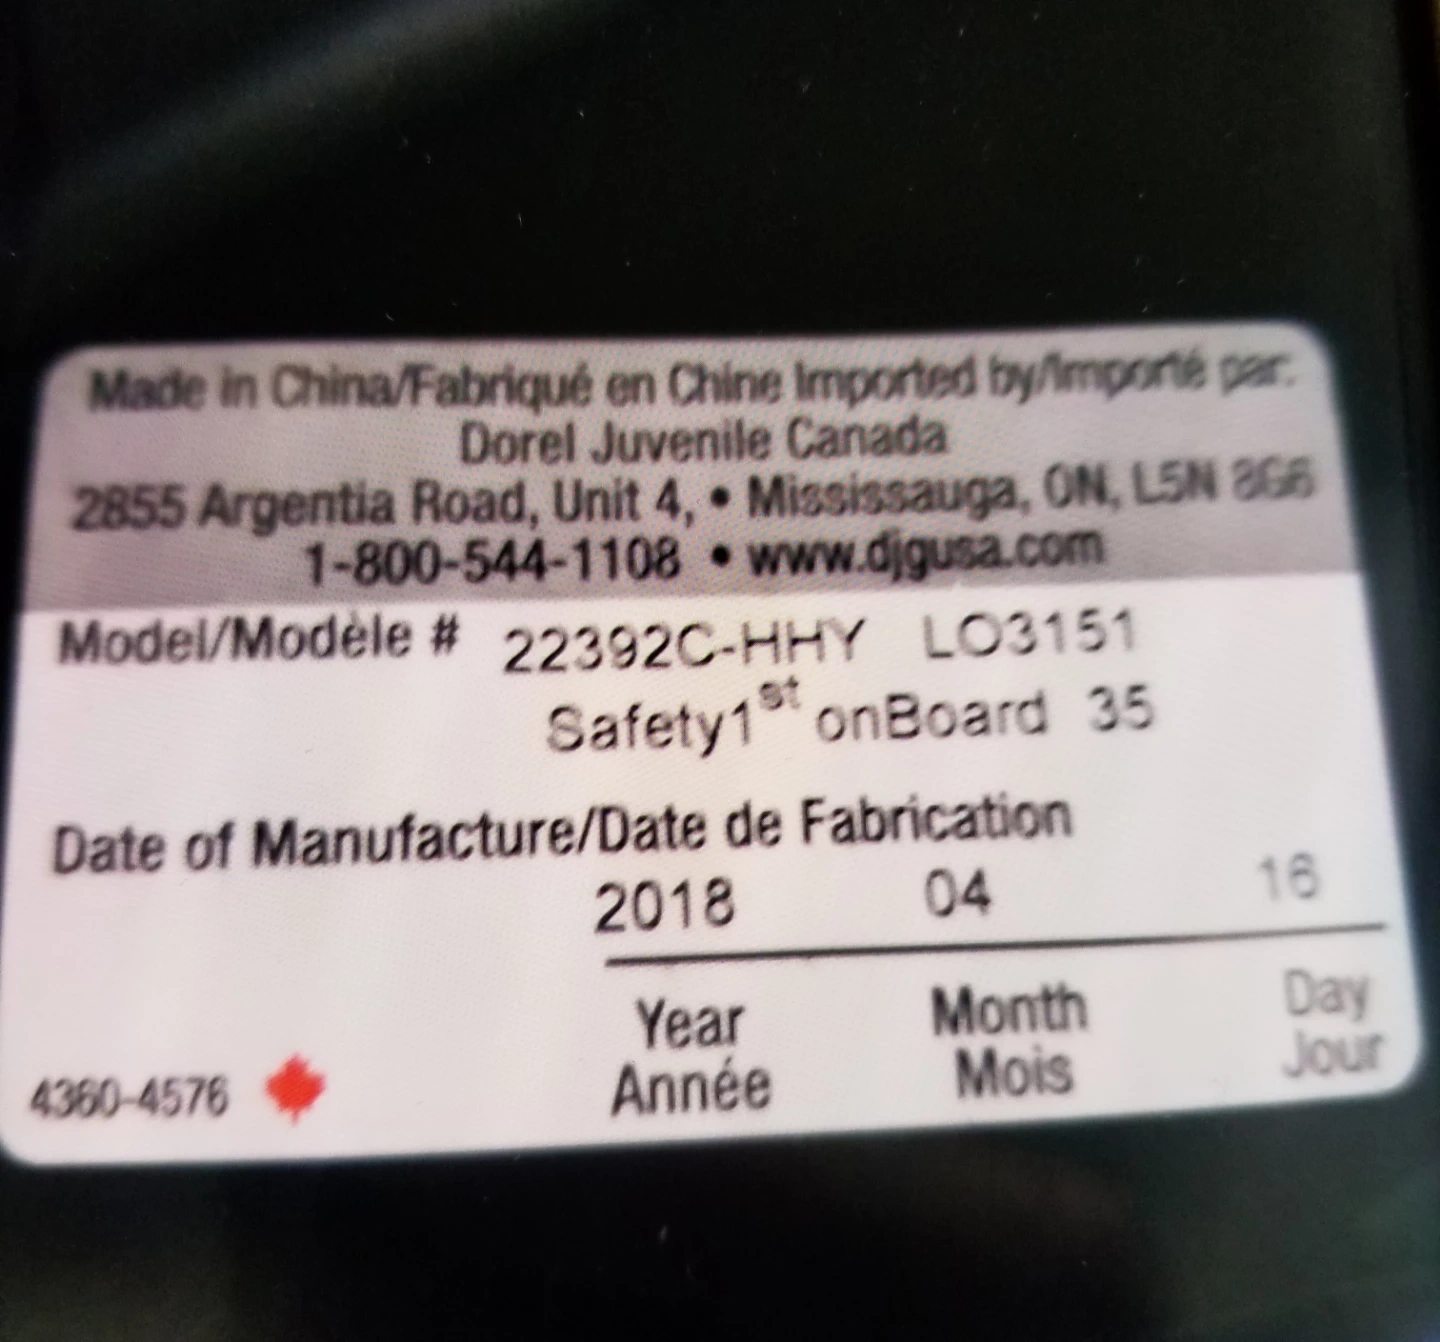 Made in China/Fabriqué en Chine Imported by/Importé par:
Dorel Juvenile Canada
2855 Argentia Road, Unit 4, • Mississauga, ON, L5N 8G6
1-800-544-1108 • www.djgusa.com
Model/Modèle # 22392C-HHY LO3151
Safety1st onBoard 35
Date of Manufacture/Date de Fabrication
2018 04 16
Year Month Day
Année Mois Jour
4360-4576